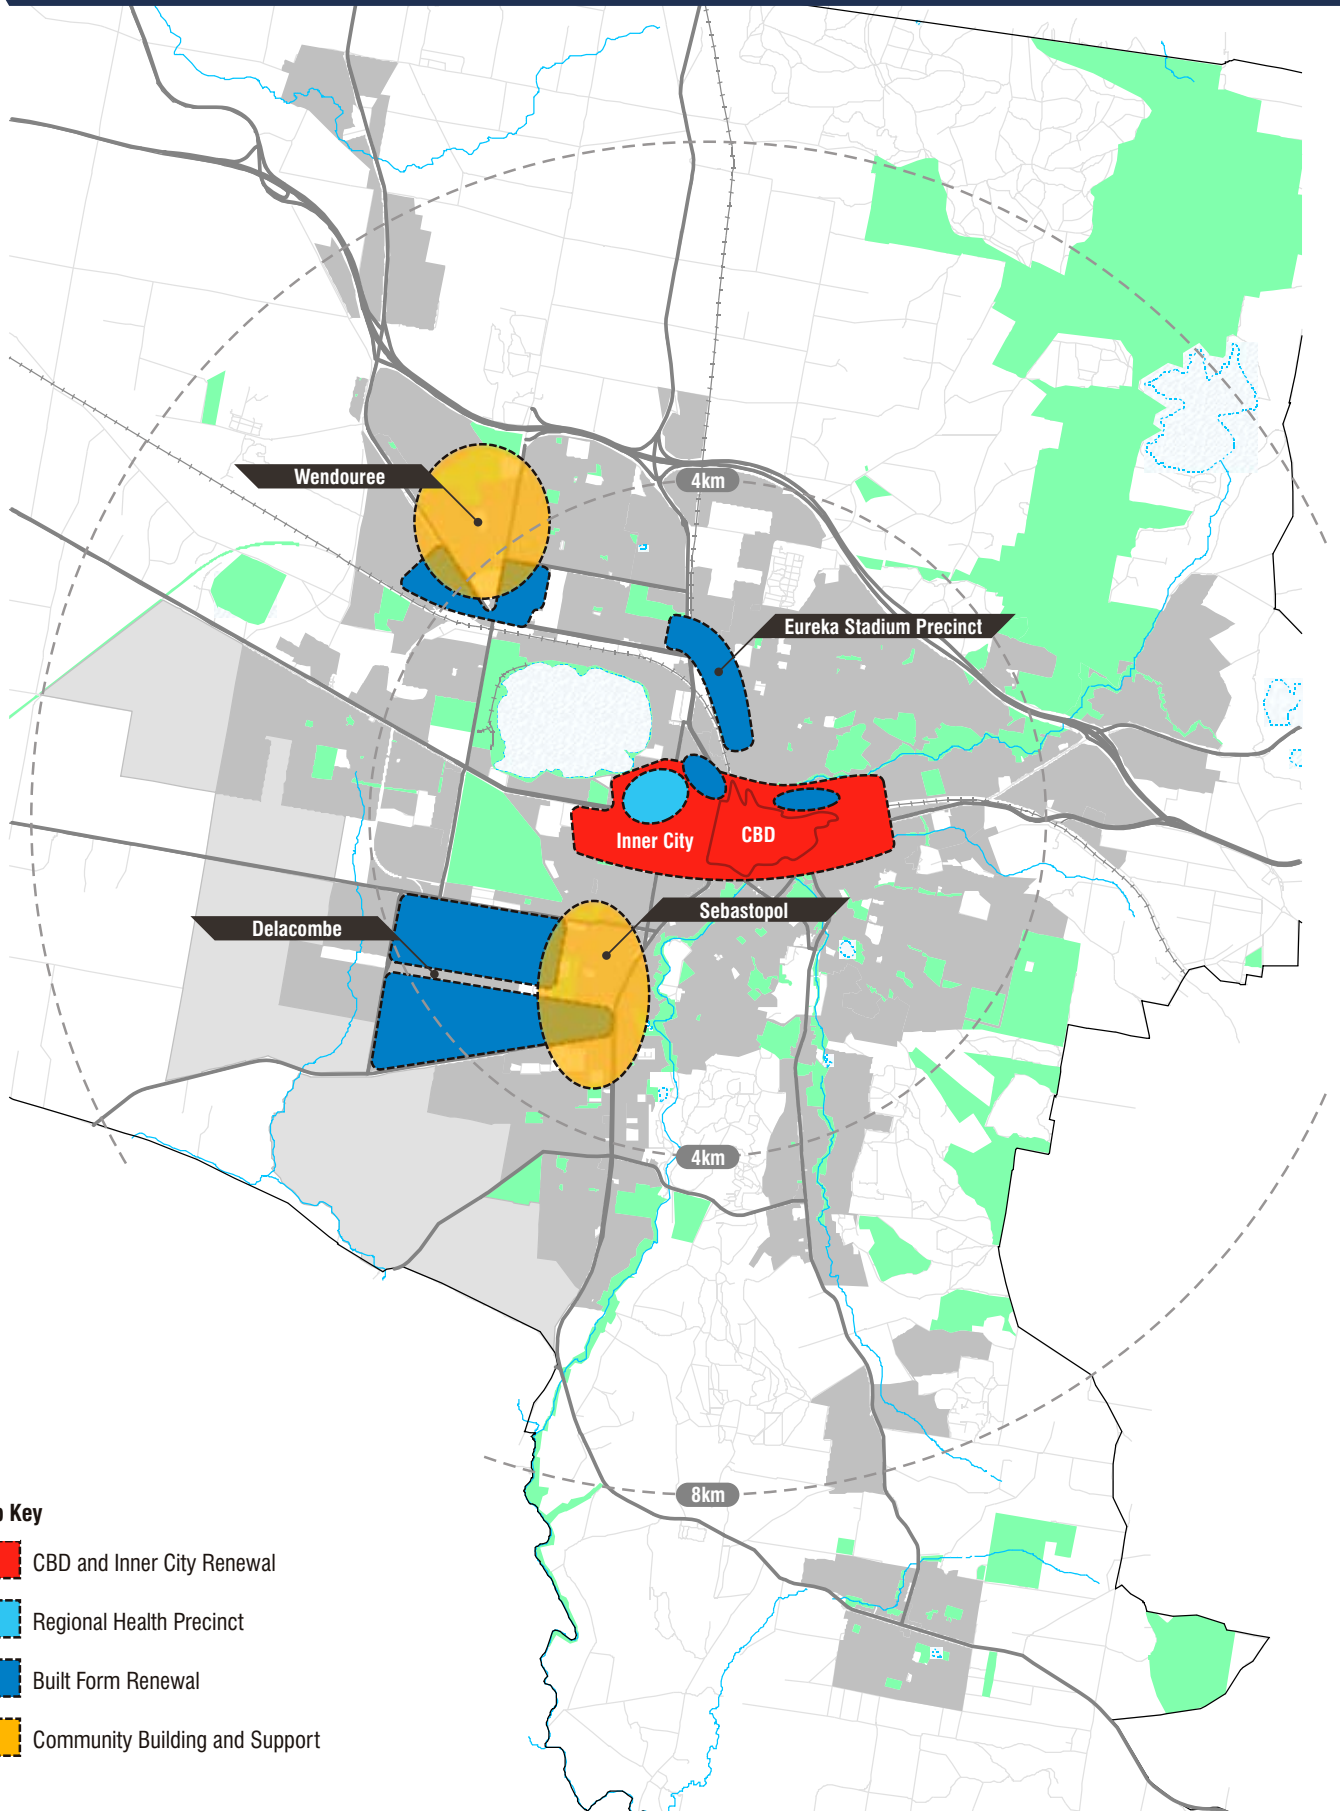 Wendouree
4km
Eureka Stadium Precinct
Inner City
CBD
Sebastopol
Delacombe
4km
8km
Key
CBD and Inner City Renewal
Regional Health Precinct
Built Form Renewal
Community Building and Support